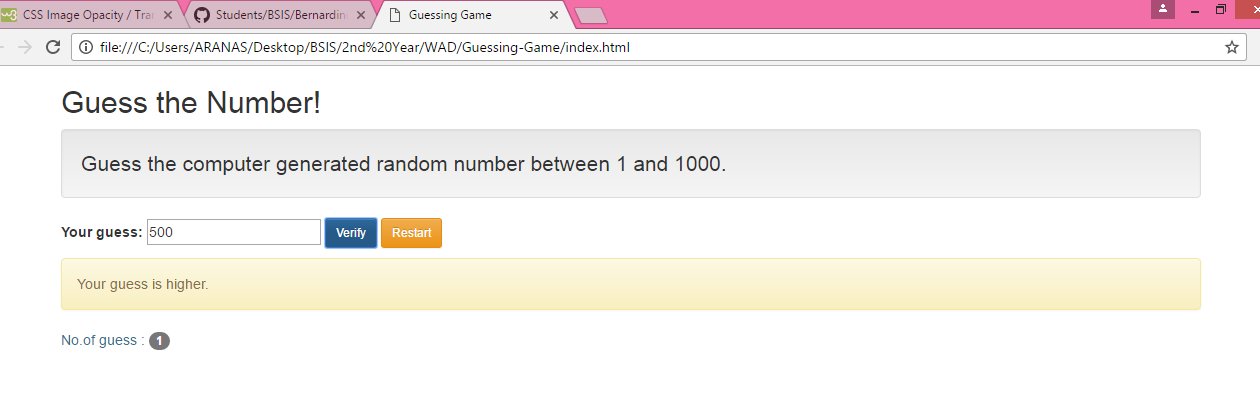 CSS Image Opacity / Tra
Students/BSIS/Bernardin
Guessing Game
file:///C:/Users/ARANAS/Desktop/BSIS/2nd%20Year/WAD/Guessing-Game/index.html
Guess the Number!
Guess the computer generated random number between 1 and 1000.
Your guess: 500 Verify Restart
Your guess is higher.
No.of guess : 1